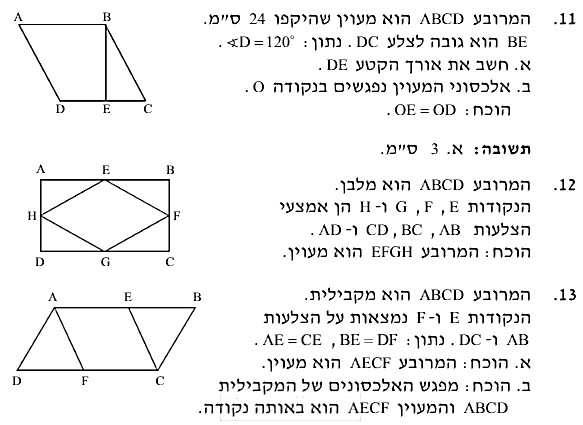 11. המרובע ABCD הוא מעוין שהיקפו 24 ס"מ.
BE הוא גובה לצלע DC. נתון: ∢D = 120°.
א. חשב את אורך הקטע DE.
ב. אלכסוני המעוין נפגשים בנקודה O.
הוכח: OE = OD.
תשובה: א. 3 ס"מ.
A B
D E C
12. המרובע ABCD הוא מלבן.
הנקודות E, F, G ו-H הן אמצעי
הצלעות AB, BC, CD ו-AD.
הוכח: המרובע EFGH הוא מעוין.
A E B
H F
D G C
13. המרובע ABCD הוא מקבילית.
הנקודות E ו-F נמצאות על הצלעות
AB ו-DC. נתון: BE = DF, AE = CE.
א. הוכח: המרובע AECF הוא מעוין.
ב. הוכח: מפגש האלכסונים של המקבילית
ABCD והמעוין AECF הוא באותה נקודה.
A E B
D F C